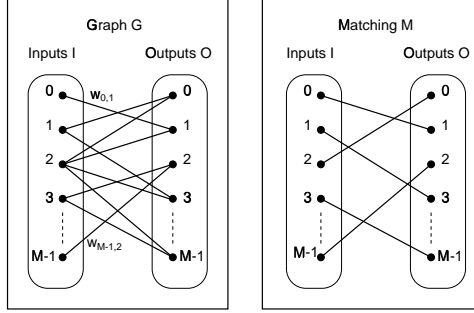 Graph G
Inputs I Outputs O
0 w0,1 0
1 1
2 2
3 3
wM-1,2
M-1 M-1
Matching M
Inputs I Outputs O
0 0
1 1
2 2
3 3
M-1 M-1